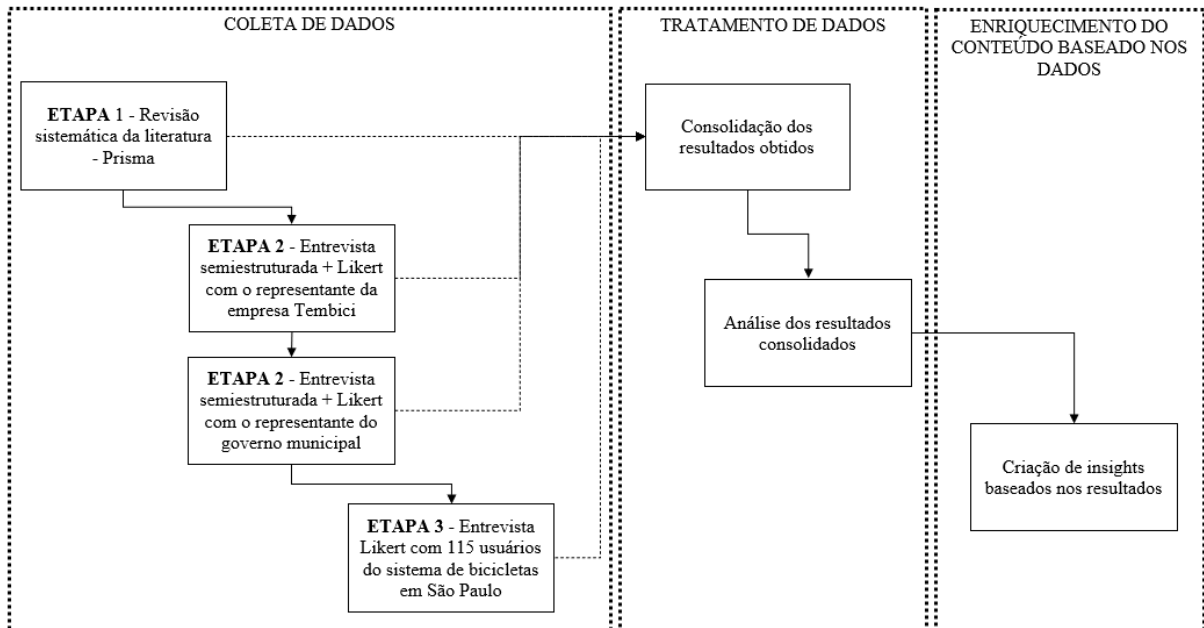 COLETA DE DADOS
ETAPA 1 - Revisão
sistemática da literatura
- Prisma
ETAPA 2 - Entrevista
semiestruturada + Likert
com o representante da
empresa Tembici
ETAPA 2 - Entrevista
semiestruturada + Likert
com o representante do
governo municipal
ETAPA 3 - Entrevista
Likert com 115 usuários
do sistema de bicicletas
em São Paulo
TRATAMENTO DE DADOS
Consolidação dos
resultados obtidos
Análise dos resultados
consolidados
ENRIQUECIMENTO DO
CONTEÚDO BASEADO NOS
DADOS
Criação de insights
baseados nos resultados